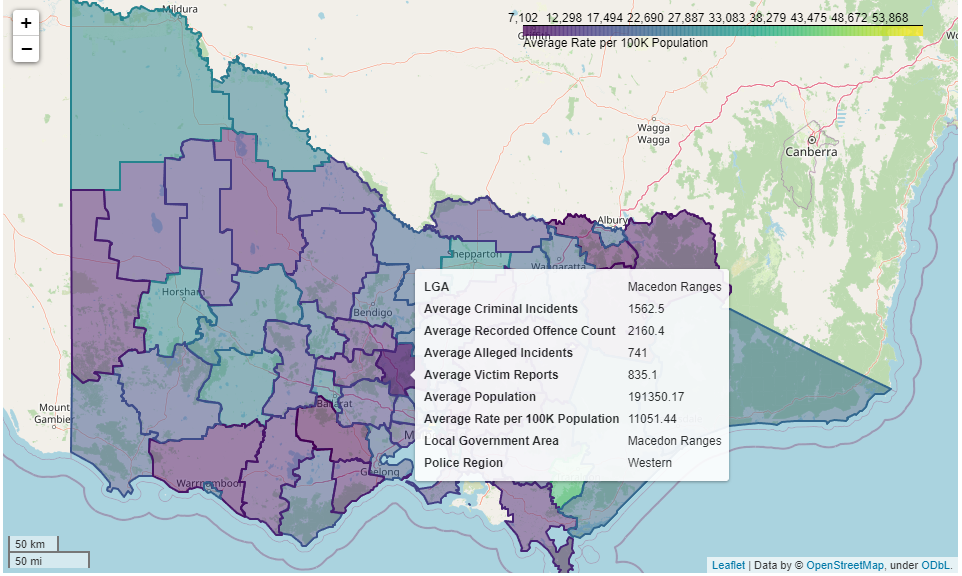 +
−
Mildura
7,102 12,298 17,494 22,690 27,887 33,083 38,279 43,475 48,672 53,868
Griffith
Average Rate per 100K Population
Wagga
Wagga
Canberra
Albury
Shepparton
Wangaratta
Horsham
Bendigo
LGA Macedon Ranges
Average Criminal Incidents 1562.5
Average Recorded Offence Count 2160.4
Average Alleged Incidents 741
Average Victim Reports 835.1
Average Population 191350.17
Average Rate per 100K Population 11051.44
Local Government Area Macedon Ranges
Police Region Western
Mount
Gambier
Ballarat
M
Geelong
Warrnambool
50 km
50 mi
Leaflet | Data by © OpenStreetMap, under ODbL.